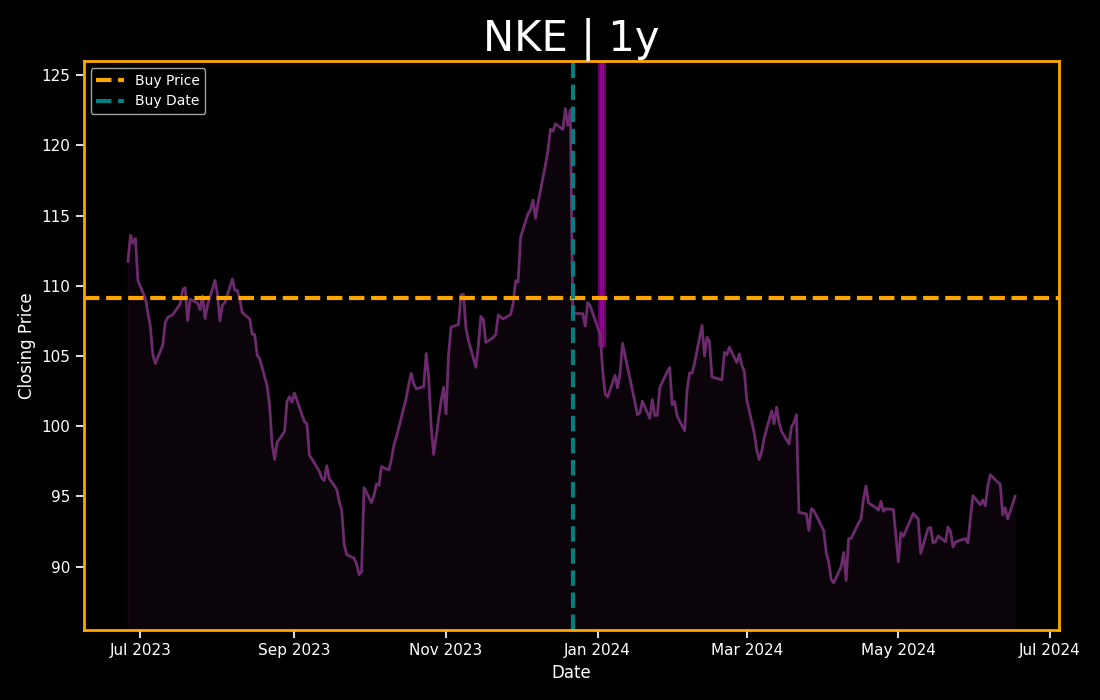 NKE | 1y
Buy Price
Buy Date
125
120
115
110
105
100
95
90
Closing Price
Jul 2023
Sep 2023
Nov 2023
Jan 2024
Mar 2024
May 2024
Jul 2024
Date